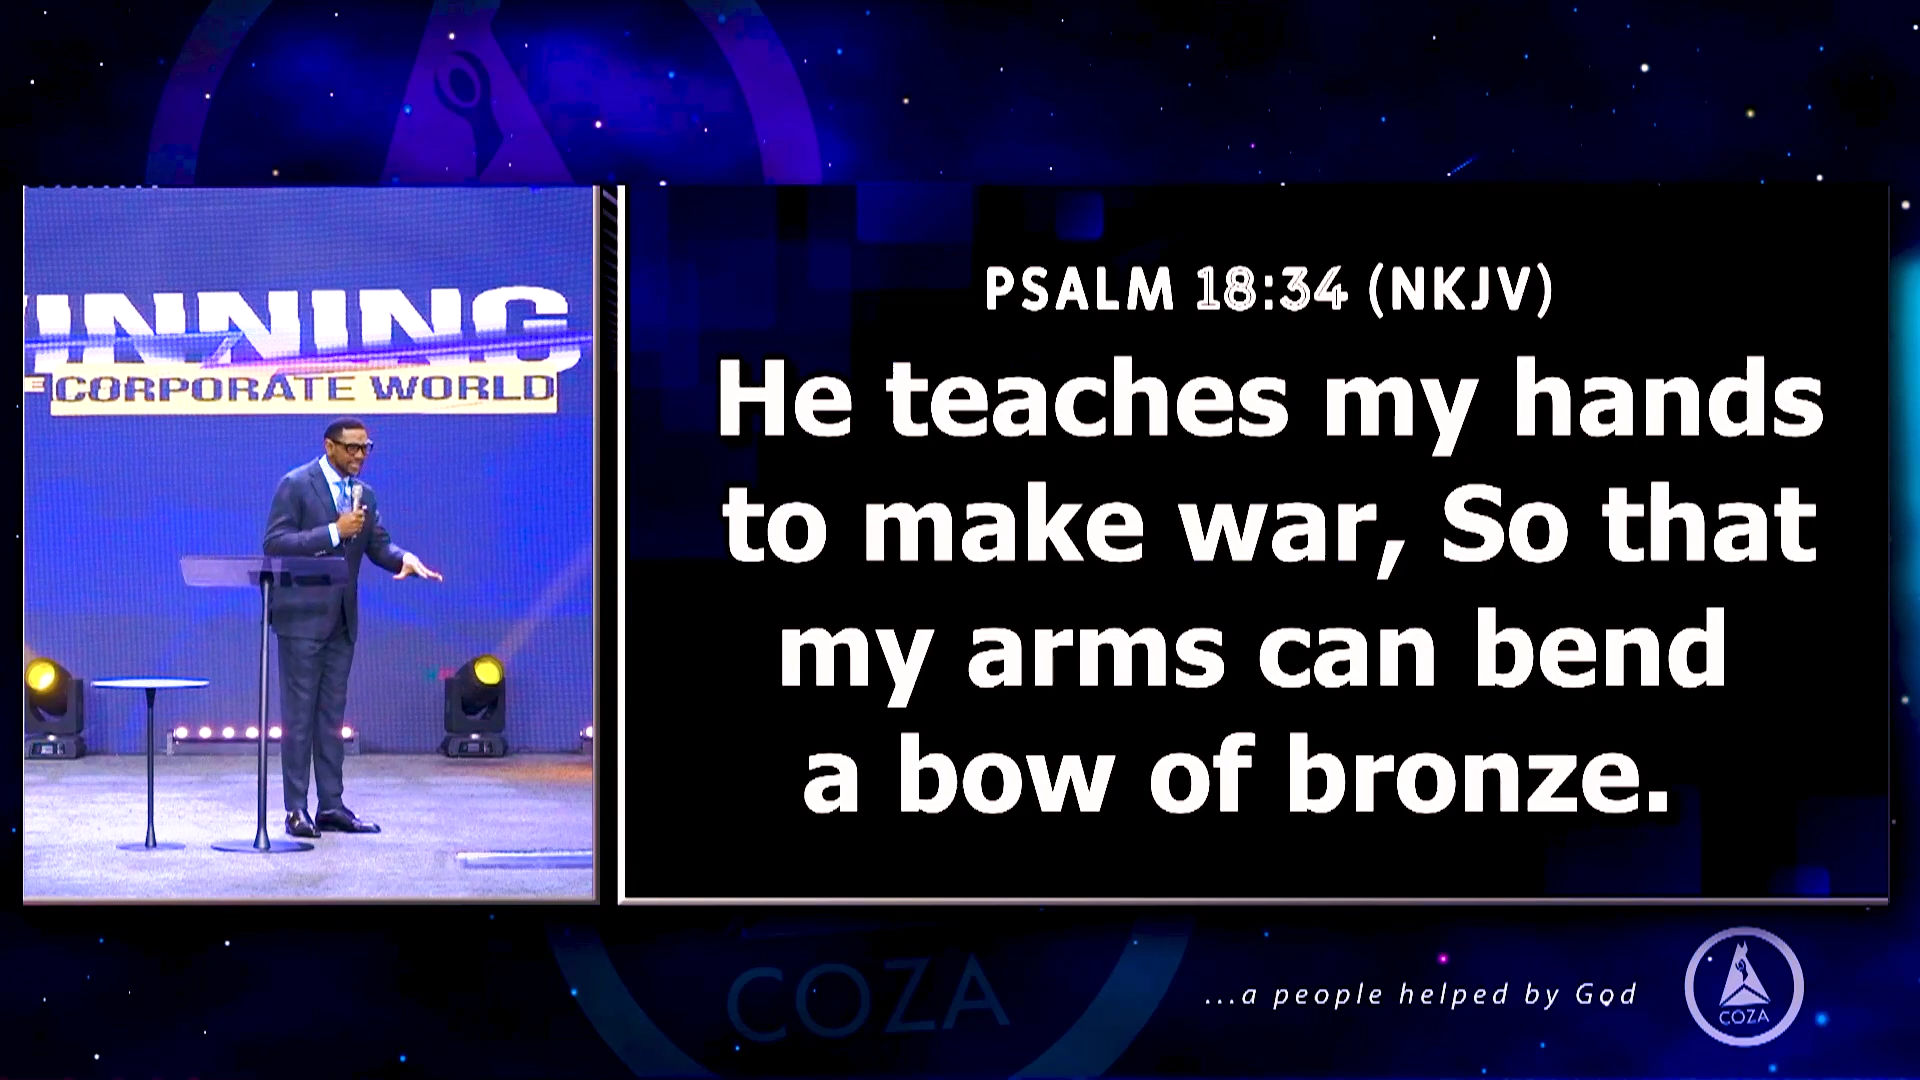 INNING
E CORPORATE WORLD
PSALM 18:34 (NKJV)
He teaches my hands
to make war, So that
my arms can bend
a bow of bronze.
COZA
...a people helped by God
COZA